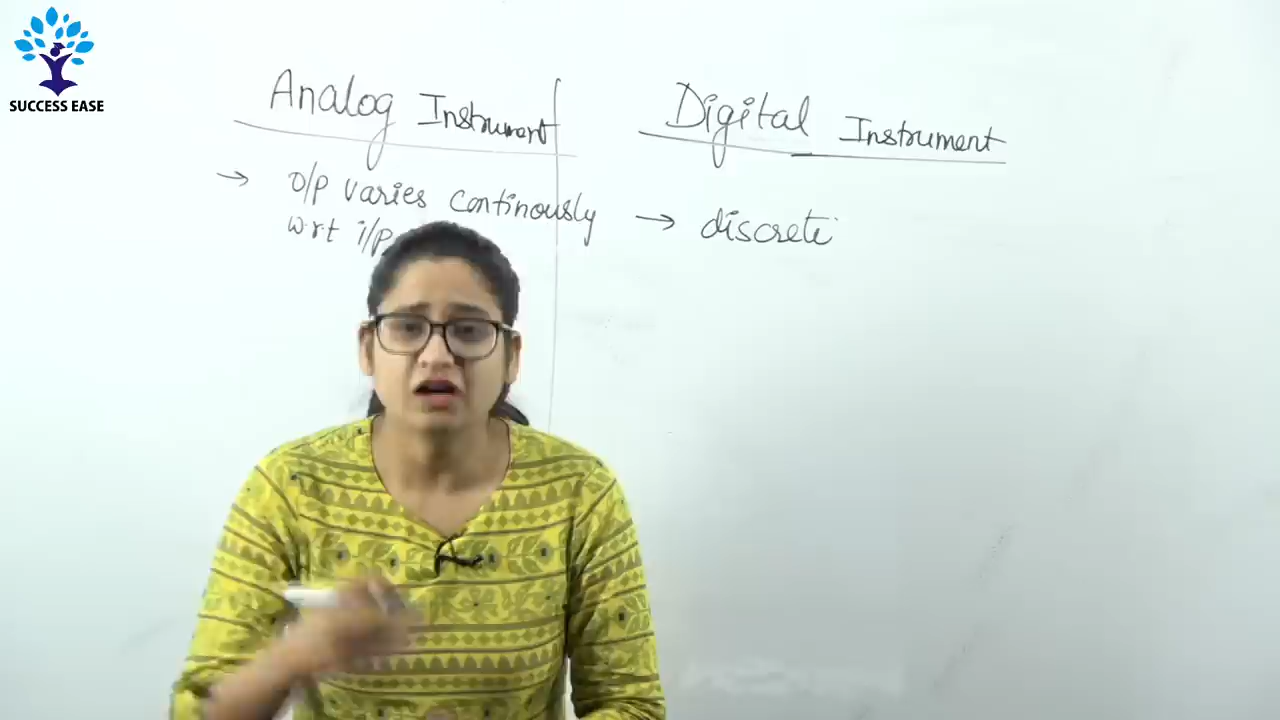 SUCCESS EASE
Analog Instrument
Digital Instrument
→ O/P varies continously
w.r.t i/p
→ discrete